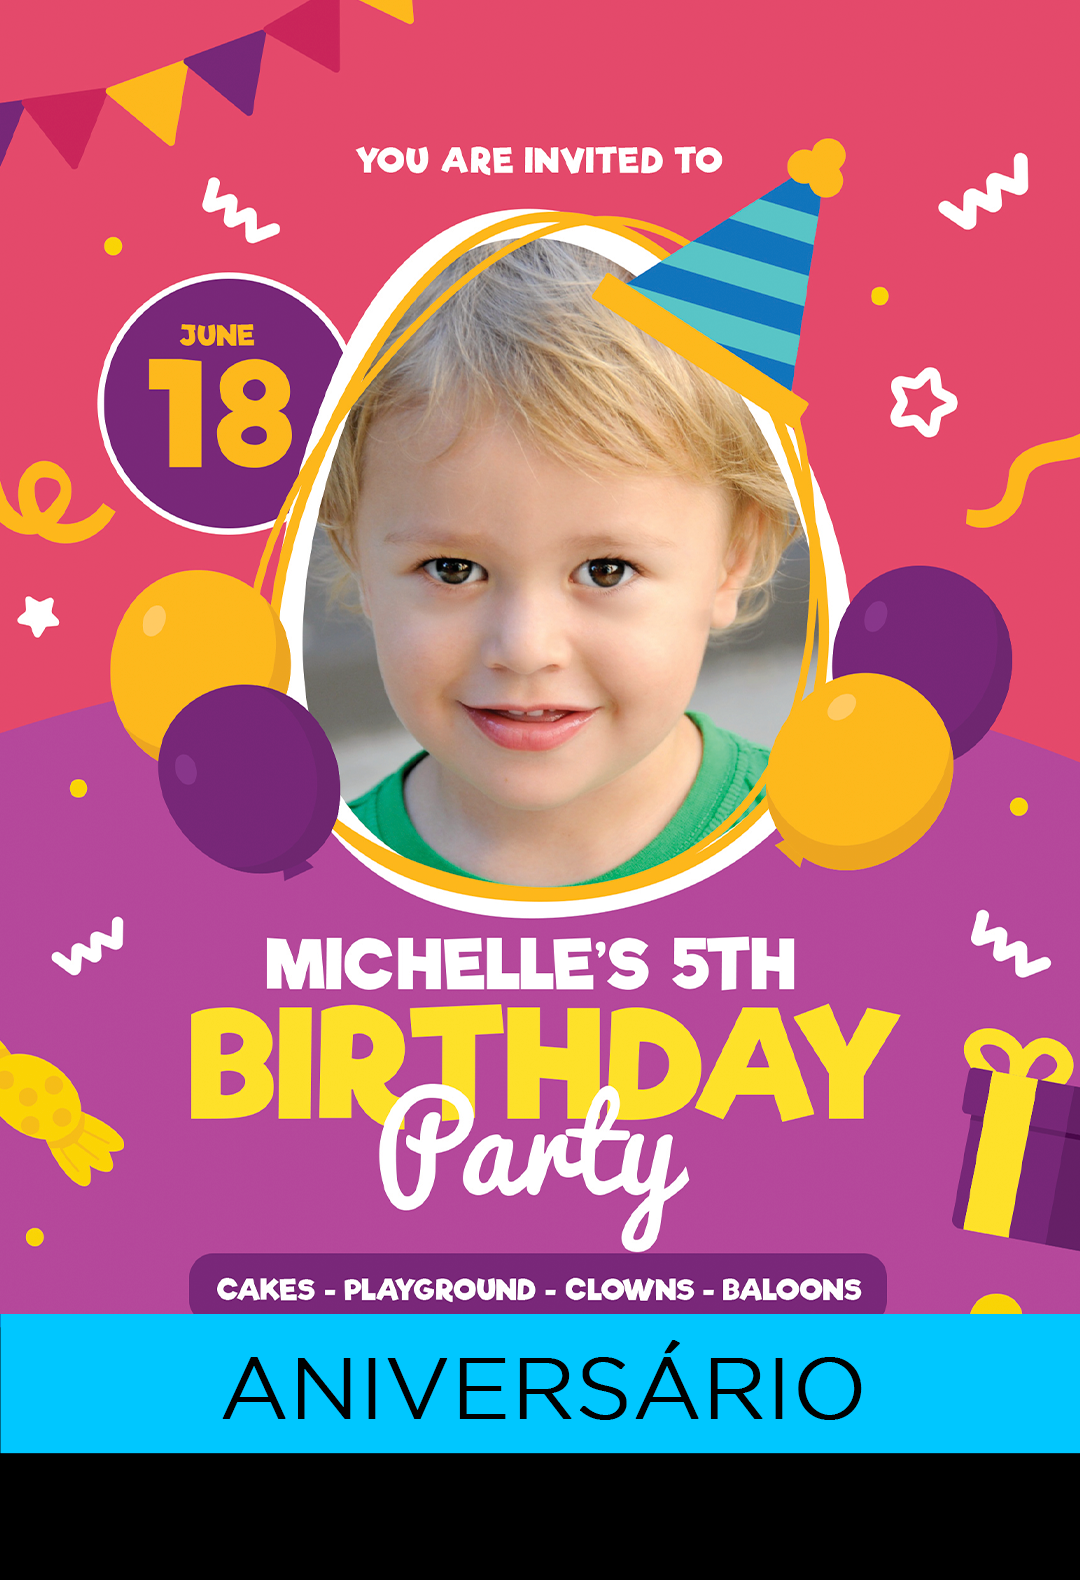 YOU ARE INVITED TO
JUNE
18
MICHELLE’S 5TH
BIRTHDAY
Party
CAKES - PLAYGROUND - CLOWNS - BALOONS
ANIVERSÁRIO